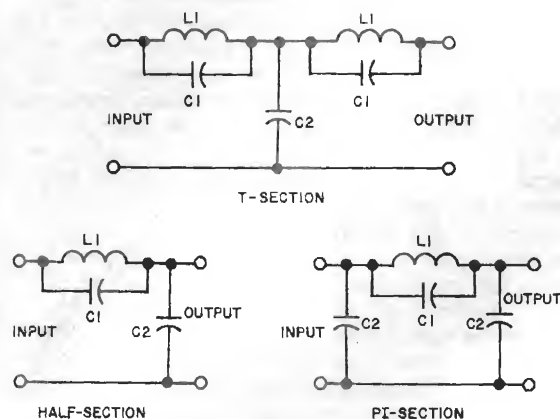 L1 L1
C1 C1
INPUT C2 OUTPUT
T-SECTION
L1
C1
INPUT C2 OUTPUT
HALF-SECTION
L1
C1
INPUT C2 C2 OUTPUT
PI-SECTION